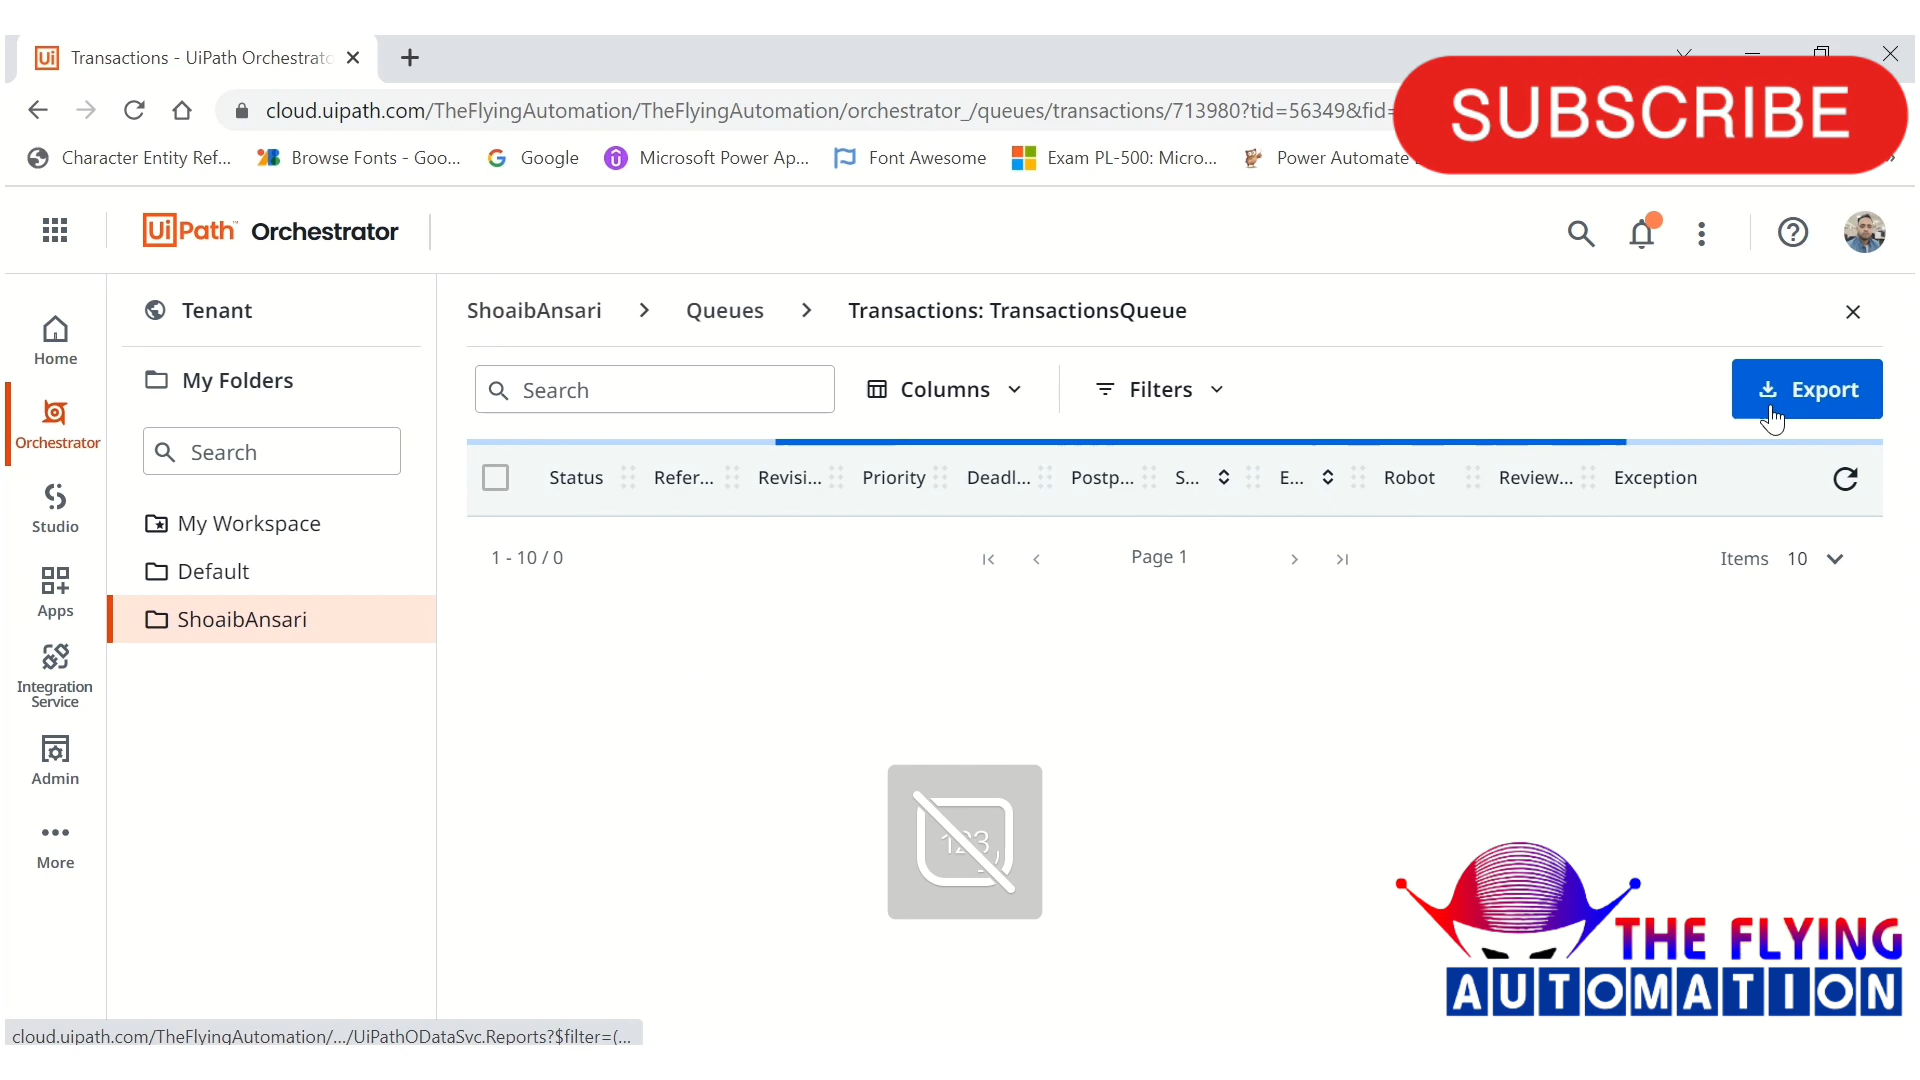 Transactions - UiPath Orchestrato
cloud.uipath.com/TheFlyingAutomation/TheFlyingAutomation/orchestrator_/queues/transactions/713980?tid=56349&fid=
SUBSCRIBE
Character Entity Ref... Browse Fonts - Goo... Google Microsoft Power Ap... Font Awesome Exam PL-500: Micro... Power Automate
UiPath™ Orchestrator
Home
Orchestrator
Studio
Apps
Integration
Service
Admin
More
Tenant
My Folders
Search
My Workspace
Default
ShoaibAnsari
ShoaibAnsari > Queues > Transactions: TransactionsQueue
Search Columns Filters Export
Status Refer... Revisi... Priority Deadl... Postp... S... E... Robot Review... Exception
1 - 10 / 0 Page 1 Items 10
123
THE FLYING
AUTOMATION
cloud.uipath.com/TheFlyingAutomation/.../UiPathODataSvc.Reports?$filter=(...